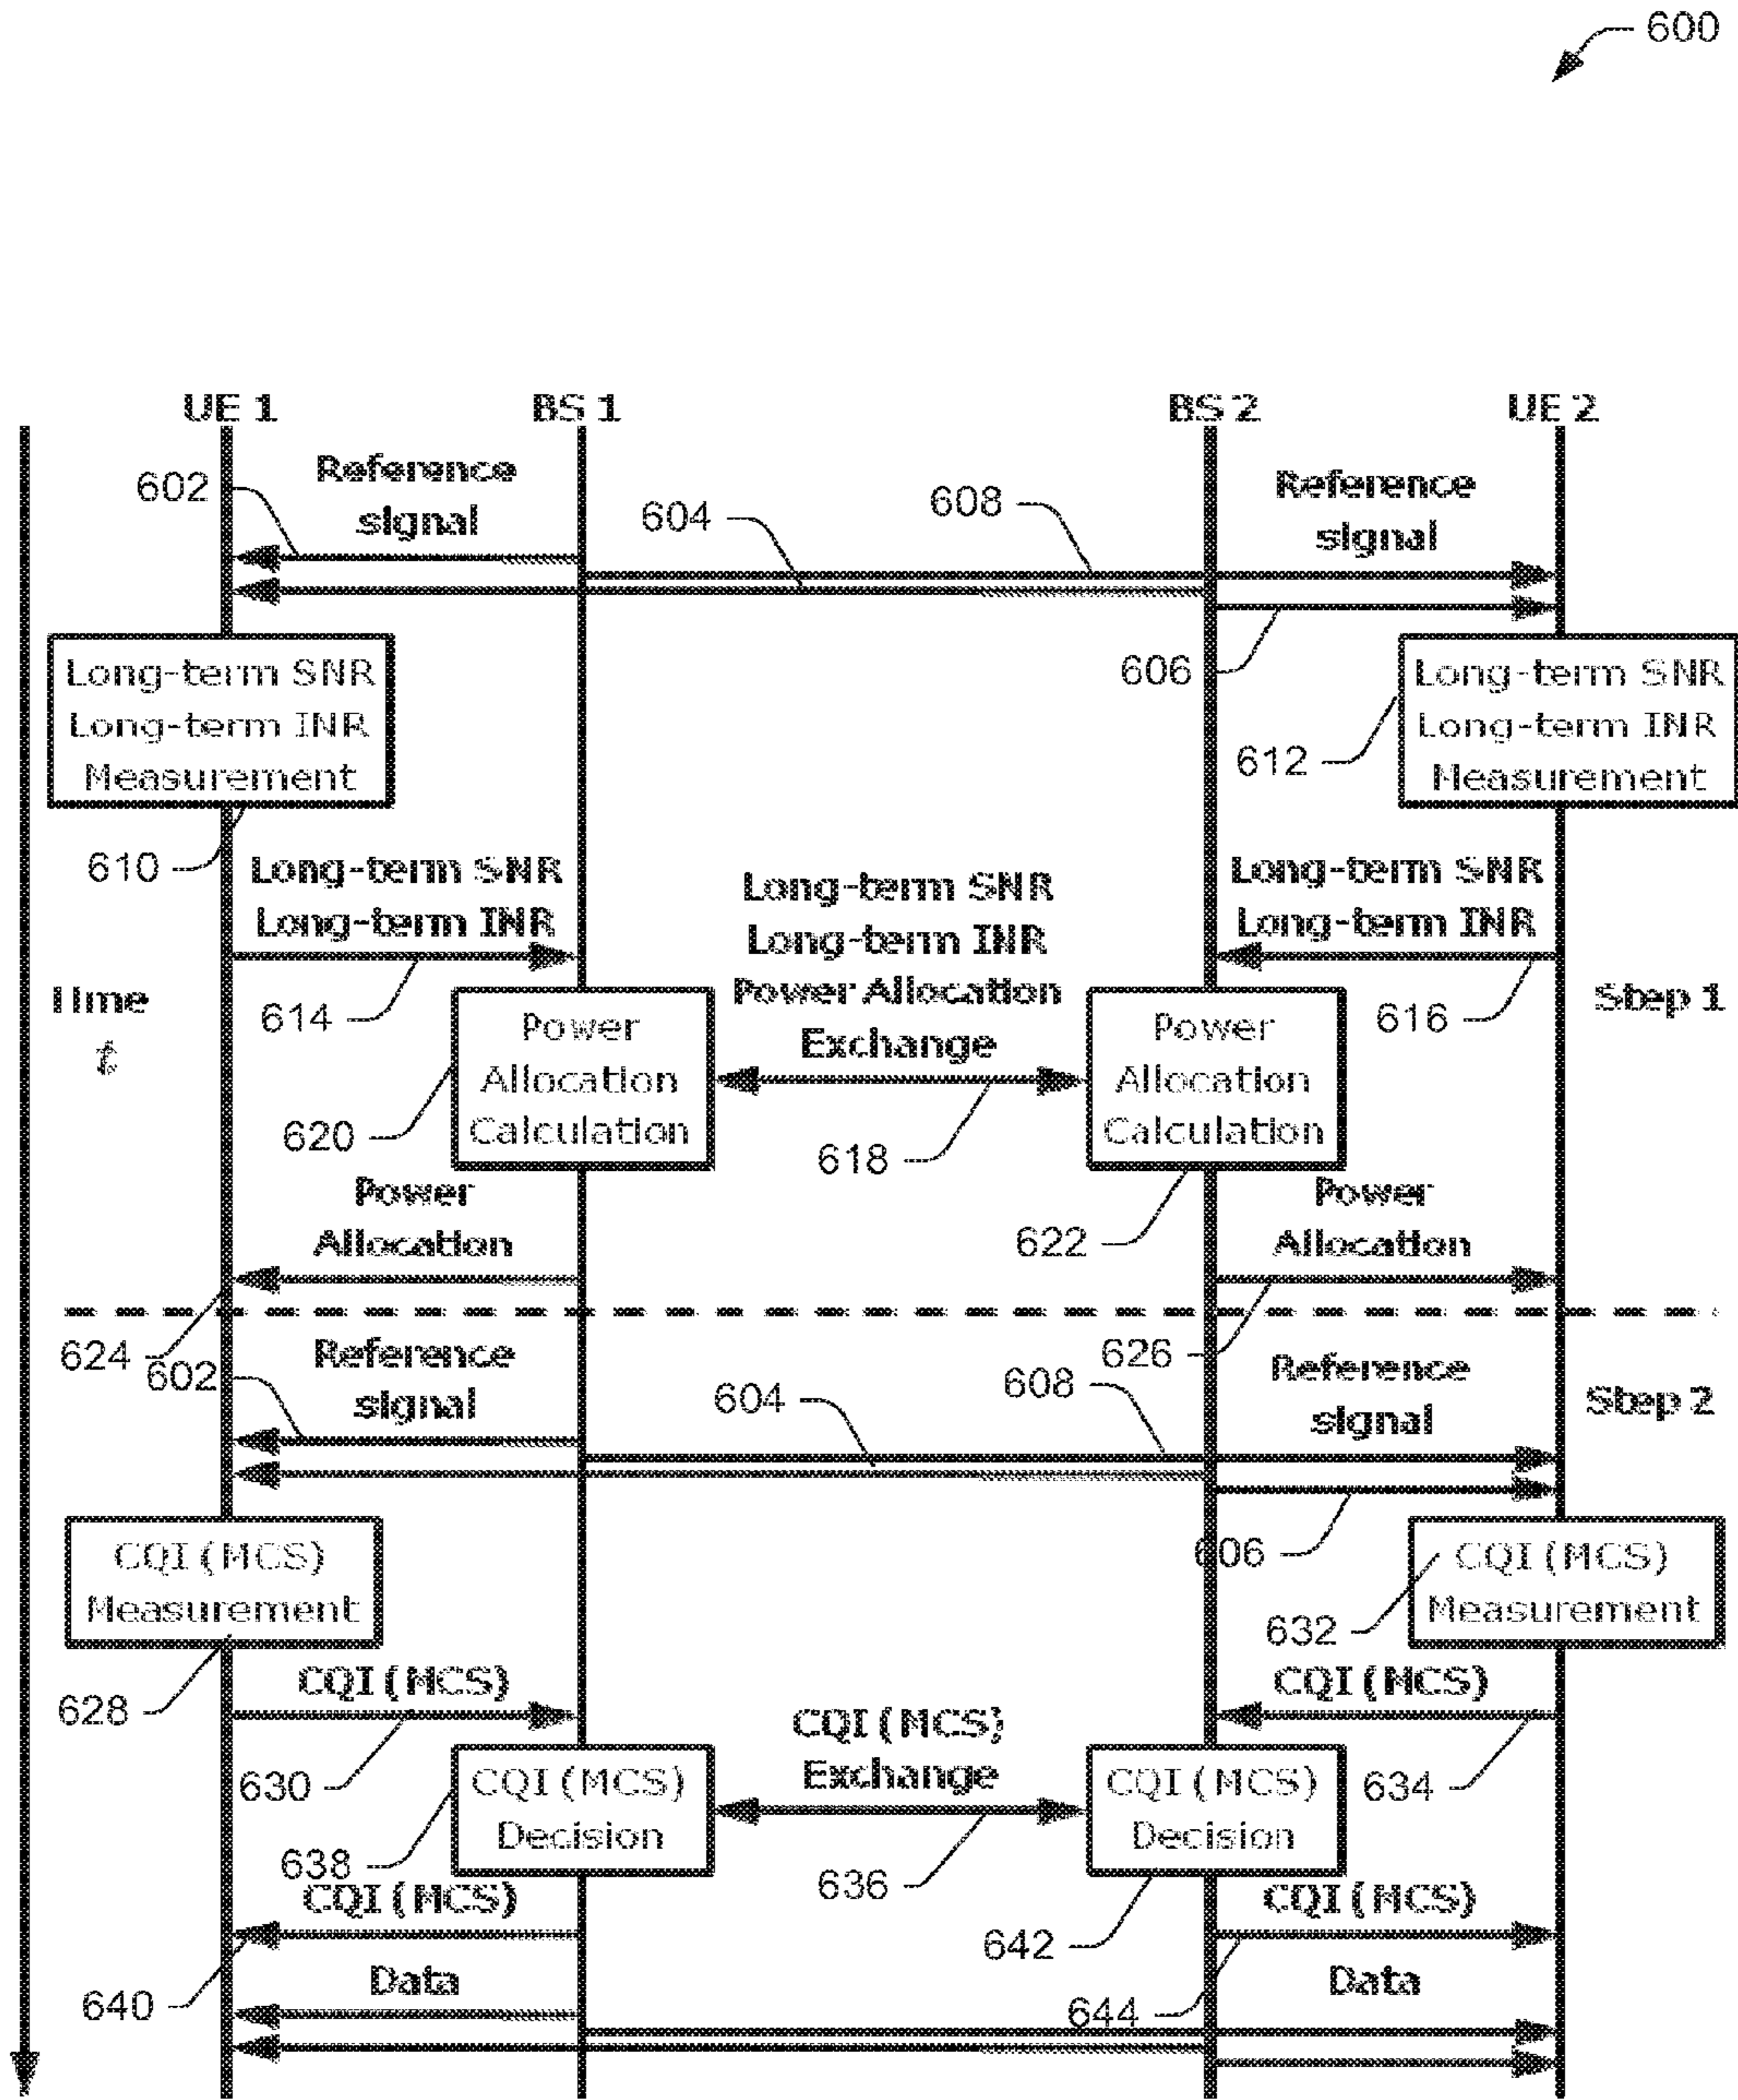 600
UE 1
BS 1
BS 2
UE 2
602
Reference
signal
604
608
Reference
signal
606
Long-term SNR
Long-term INR
Measurement
Long-term SNR
Long-term INR
Measurement
612
610
Long-term SNR
Long-term INR
Long-term SNR
Long-term INR
Power Allocation
Exchange
Long-term SNR
Long-term INR
Time
t
614
616
Step 1
Power
Allocation
Calculation
Power
Allocation
Calculation
620
618
622
Power
Allocation
Power
Allocation
624
626
602
Reference
signal
604
608
Reference
signal
Step 2
606
CQI (MCS)
Measurement
CQI (MCS)
Measurement
632
628
CQI (MCS)
630
CQI (MCS)
Exchange
CQI (MCS)
634
CQI (MCS)
Decision
CQI (MCS)
Decision
638
636
642
CQI (MCS)
CQI (MCS)
640
644
Data
Data